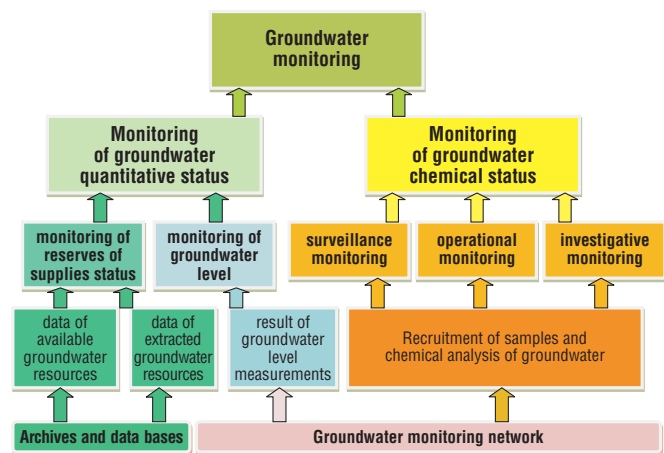 Groundwater
monitoring
Monitoring
of groundwater
quantitative status
Monitoring
of groundwater
chemical status
monitoring of
reserves of
supplies status
monitoring of
groundwater
level
surveillance
monitoring
operational
monitoring
investigative
monitoring
data of
available
groundwater
resources
data of
extracted
groundwater
resources
result of
groundwater
level
measurements
Recruitment of samples and
chemical analysis of groundwater
Archives and data bases
Groundwater monitoring network